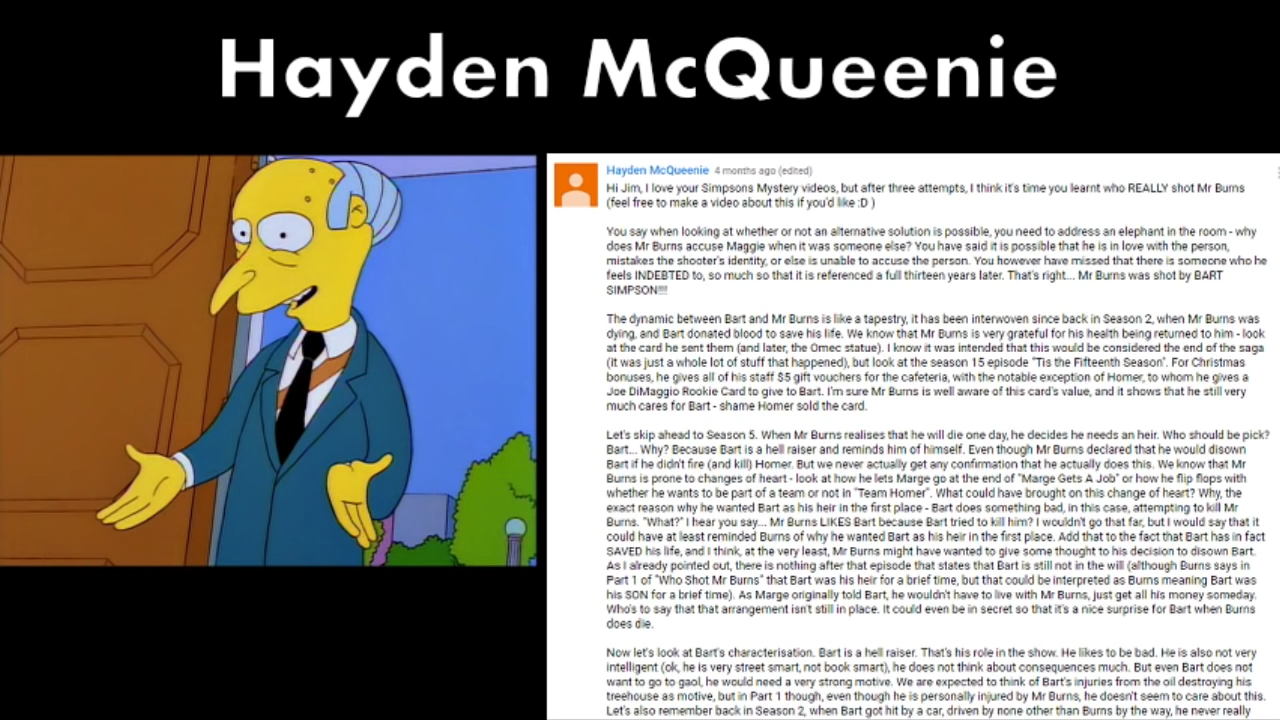 Hayden McQueenie
Hayden McQueenie 4 months ago (edited)
Hi Jim, I love your Simpsons Mystery videos, but after three attempts, I think it's time you learnt who REALLY shot Mr Burns
(feel free to make a video about this if you'd like :D )
You say when looking at whether or not an alternative solution is possible, you need to address an elephant in the room - why
does Mr Burns accuse Maggie when it was someone else? You have said it is possible that he is in love with the person,
mistakes the shooter's identity, or else is unable to accuse the person. You however have missed that there is someone who he
feels INDEBTED to, so much so that it is referenced a full thirteen years later. That's right... Mr Burns was shot by BART
SIMPSON!!!
The dynamic between Bart and Mr Burns is like a tapestry, it has been interwoven since back in Season 2, when Mr Burns was
dying, and Bart donated blood to save his life. We know that Mr Burns is very grateful for his health being returned to him - look
at the card he sent them (and later, the Omec statue). I know it was intended that this would be considered the end of the saga
(it was just a whole lot of stuff that happened), but look at the season 15 episode "Tis the Fifteenth Season". For Christmas
bonuses, he gives all of his staff $5 gift vouchers for the cafeteria, with the notable exception of Homer, to whom he gives a
Joe DiMaggio Rookie Card to give to Bart. I'm sure Mr Burns is well aware of this card's value, and it shows that he still very
much cares for Bart - shame Homer sold the card.
Let's skip ahead to Season 5. When Mr Burns realises that he will die one day, he decides he needs an heir. Who should be pick?
Bart... Why? Because Bart is a hell raiser and reminds him of himself. Even though Mr Burns declared that he would disown
Bart if he didn't fire (and kill) Homer. But we never actually get any confirmation that he actually does this. We know that Mr
Burns is prone to changes of heart - look at how he lets Marge go at the end of "Marge Gets A Job" or how he flip flops with
whether he wants to be part of a team or not in "Team Homer". What could have brought on this change of heart? Why, the
exact reason why he wanted Bart as his heir in the first place - Bart does something bad, in this case, attempting to kill Mr
Burns. "What?" I hear you say... Mr Burns LIKES Bart because Bart tried to kill him? I wouldn't go that far, but I would say that it
could have at least reminded Burns of why he wanted Bart as his heir in the first place. Add that to the fact that Bart has in fact
SAVED his life, and I think, at the very least, Mr Burns might have wanted to give some thought to his decision to disown Bart.
As I already pointed out, there is nothing after that episode that states that Bart is still not in the will (although Burns says in
Part 1 of "Who Shot Mr Burns" that Bart was his heir for a brief time, but that could be interpreted as Burns meaning Bart was
his SON for a brief time). As Marge originally told Bart, he wouldn't have to live with Mr Burns, just get all his money someday.
Who's to say that that arrangement isn't still in place. It could even be in secret so that it's a nice surprise for Bart when Burns
does die.
Now let's look at Bart's characterisation. Bart is a hell raiser. That's his role in the show. He likes to be bad. He is also not very
intelligent (ok, he is very street smart, not book smart), he does not think about consequences much. But even Bart does not
want to go to gaol, he would need a very strong motive. We are expected to think of Bart's injuries from the oil destroying his
treehouse as motive, but in Part 1 though, even though he is personally injured by Mr Burns, he doesn't seem to care about this.
Let's also remember back in Season 2, when Bart got hit by a car, driven by none other than Burns by the way, he never really